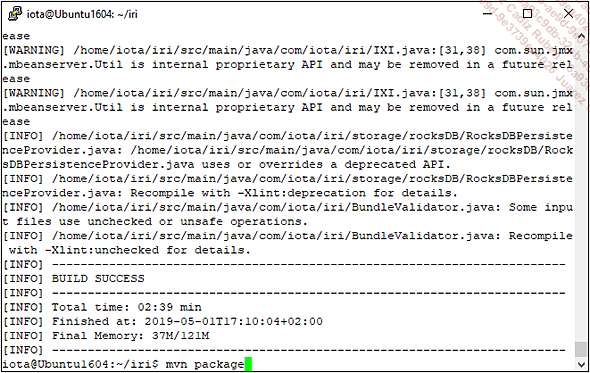 iota@Ubuntu1604: ~/iri
ease
[WARNING] /home/iota/iri/src/main/java/com/iota/iri/IXI.java:[31,38] com.sun.jmx
.mbeanserver.Util is internal proprietary API and may be removed in a future rel
ease
[WARNING] /home/iota/iri/src/main/java/com/iota/iri/IXI.java:[31,38] com.sun.jmx
.mbeanserver.Util is internal proprietary API and may be removed in a future rel
ease
[INFO] /home/iota/iri/src/main/java/com/iota/iri/storage/rocksDB/RocksDBPersiste
nceProvider.java: /home/iota/iri/src/main/java/com/iota/iri/storage/rocksDB/Rock
sDBPersistenceProvider.java uses or overrides a deprecated API.
[INFO] /home/iota/iri/src/main/java/com/iota/iri/storage/rocksDB/RocksDBPersiste
nceProvider.java: Recompile with -Xlint:deprecation for details.
[INFO] /home/iota/iri/src/main/java/com/iota/iri/BundleValidator.java: Some inpu
t files use unchecked or unsafe operations.
[INFO] /home/iota/iri/src/main/java/com/iota/iri/BundleValidator.java: Recompile
 with -Xlint:unchecked for details.
[INFO] ------------------------------------------------------------------------
[INFO] BUILD SUCCESS
[INFO] ------------------------------------------------------------------------
[INFO] Total time: 02:39 min
[INFO] Finished at: 2019-05-01T17:10:04+02:00
[INFO] Final Memory: 37M/121M
[INFO] ------------------------------------------------------------------------
iota@Ubuntu1604:~/iri$ mvn package